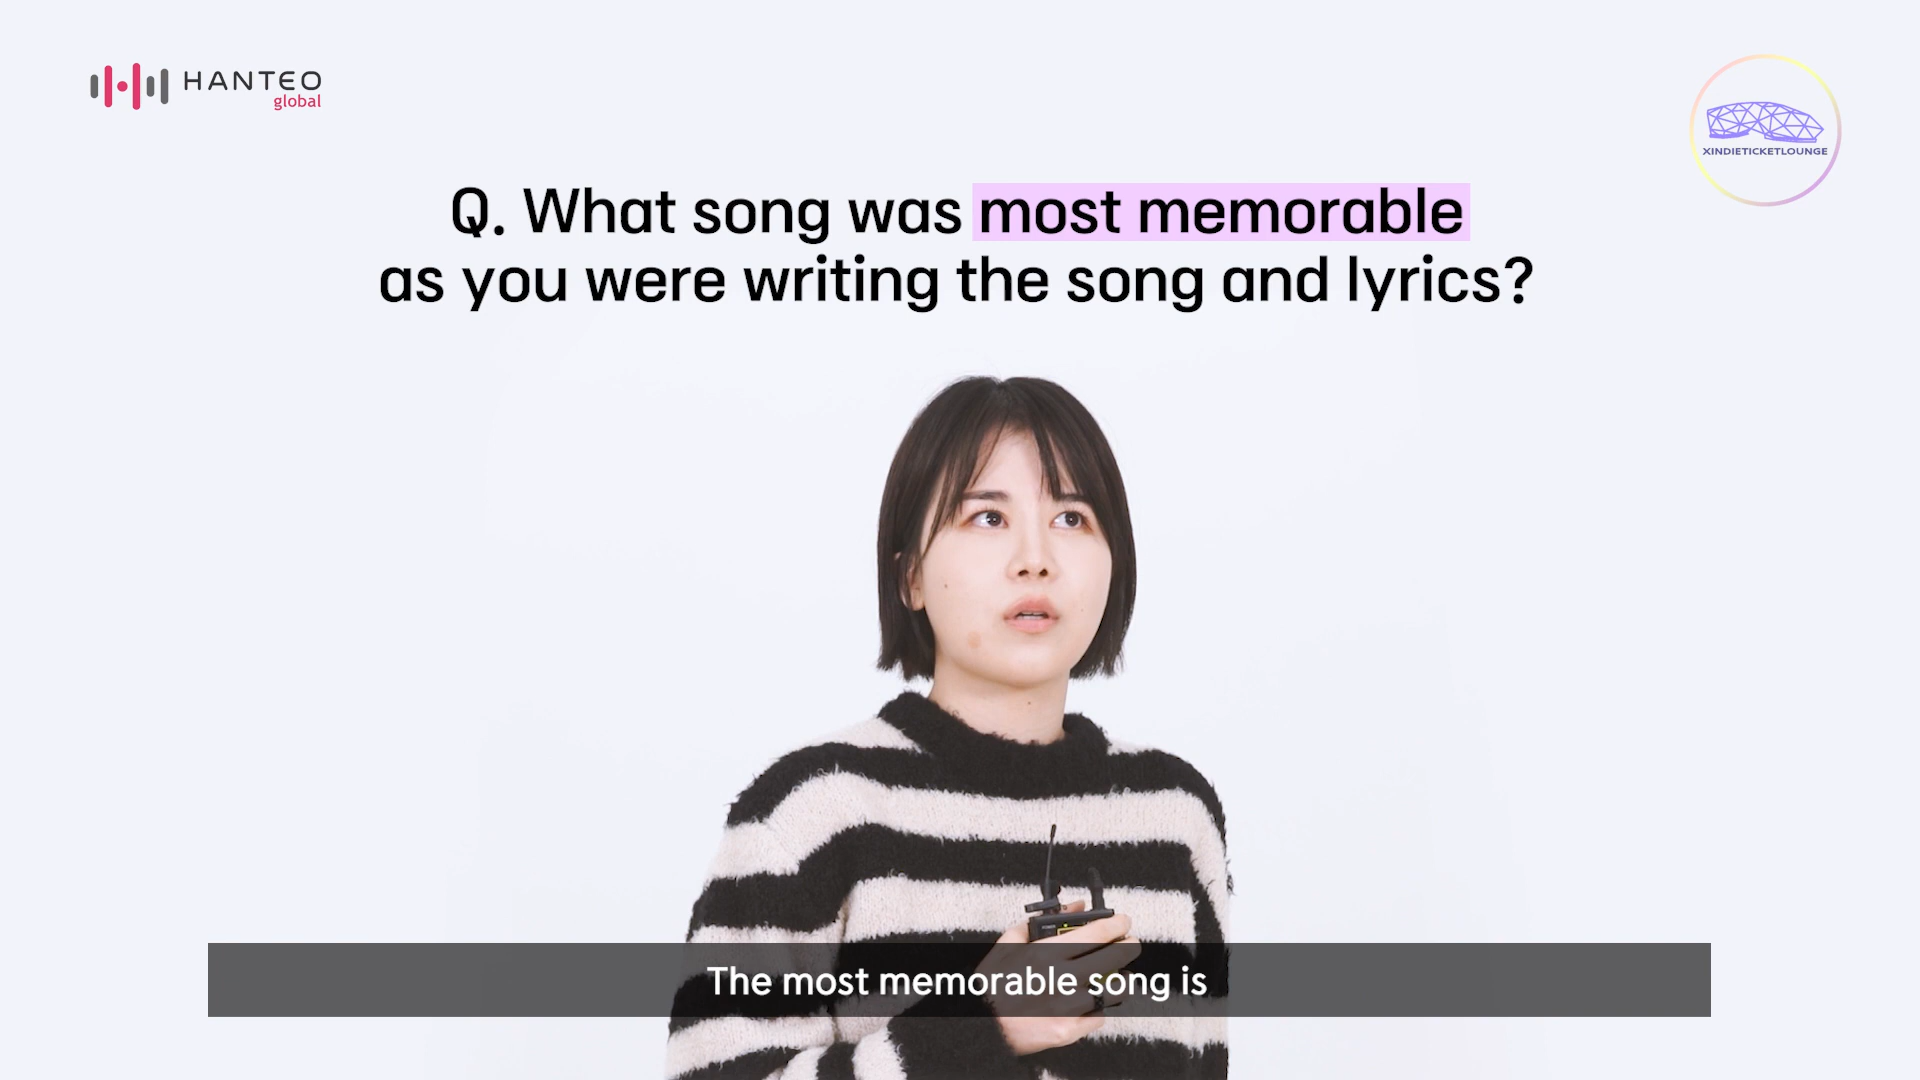 HANTEO
global
XINDIETICKETLOUNGE
Q. What song was most memorable
as you were writing the song and lyrics?
The most memorable song is